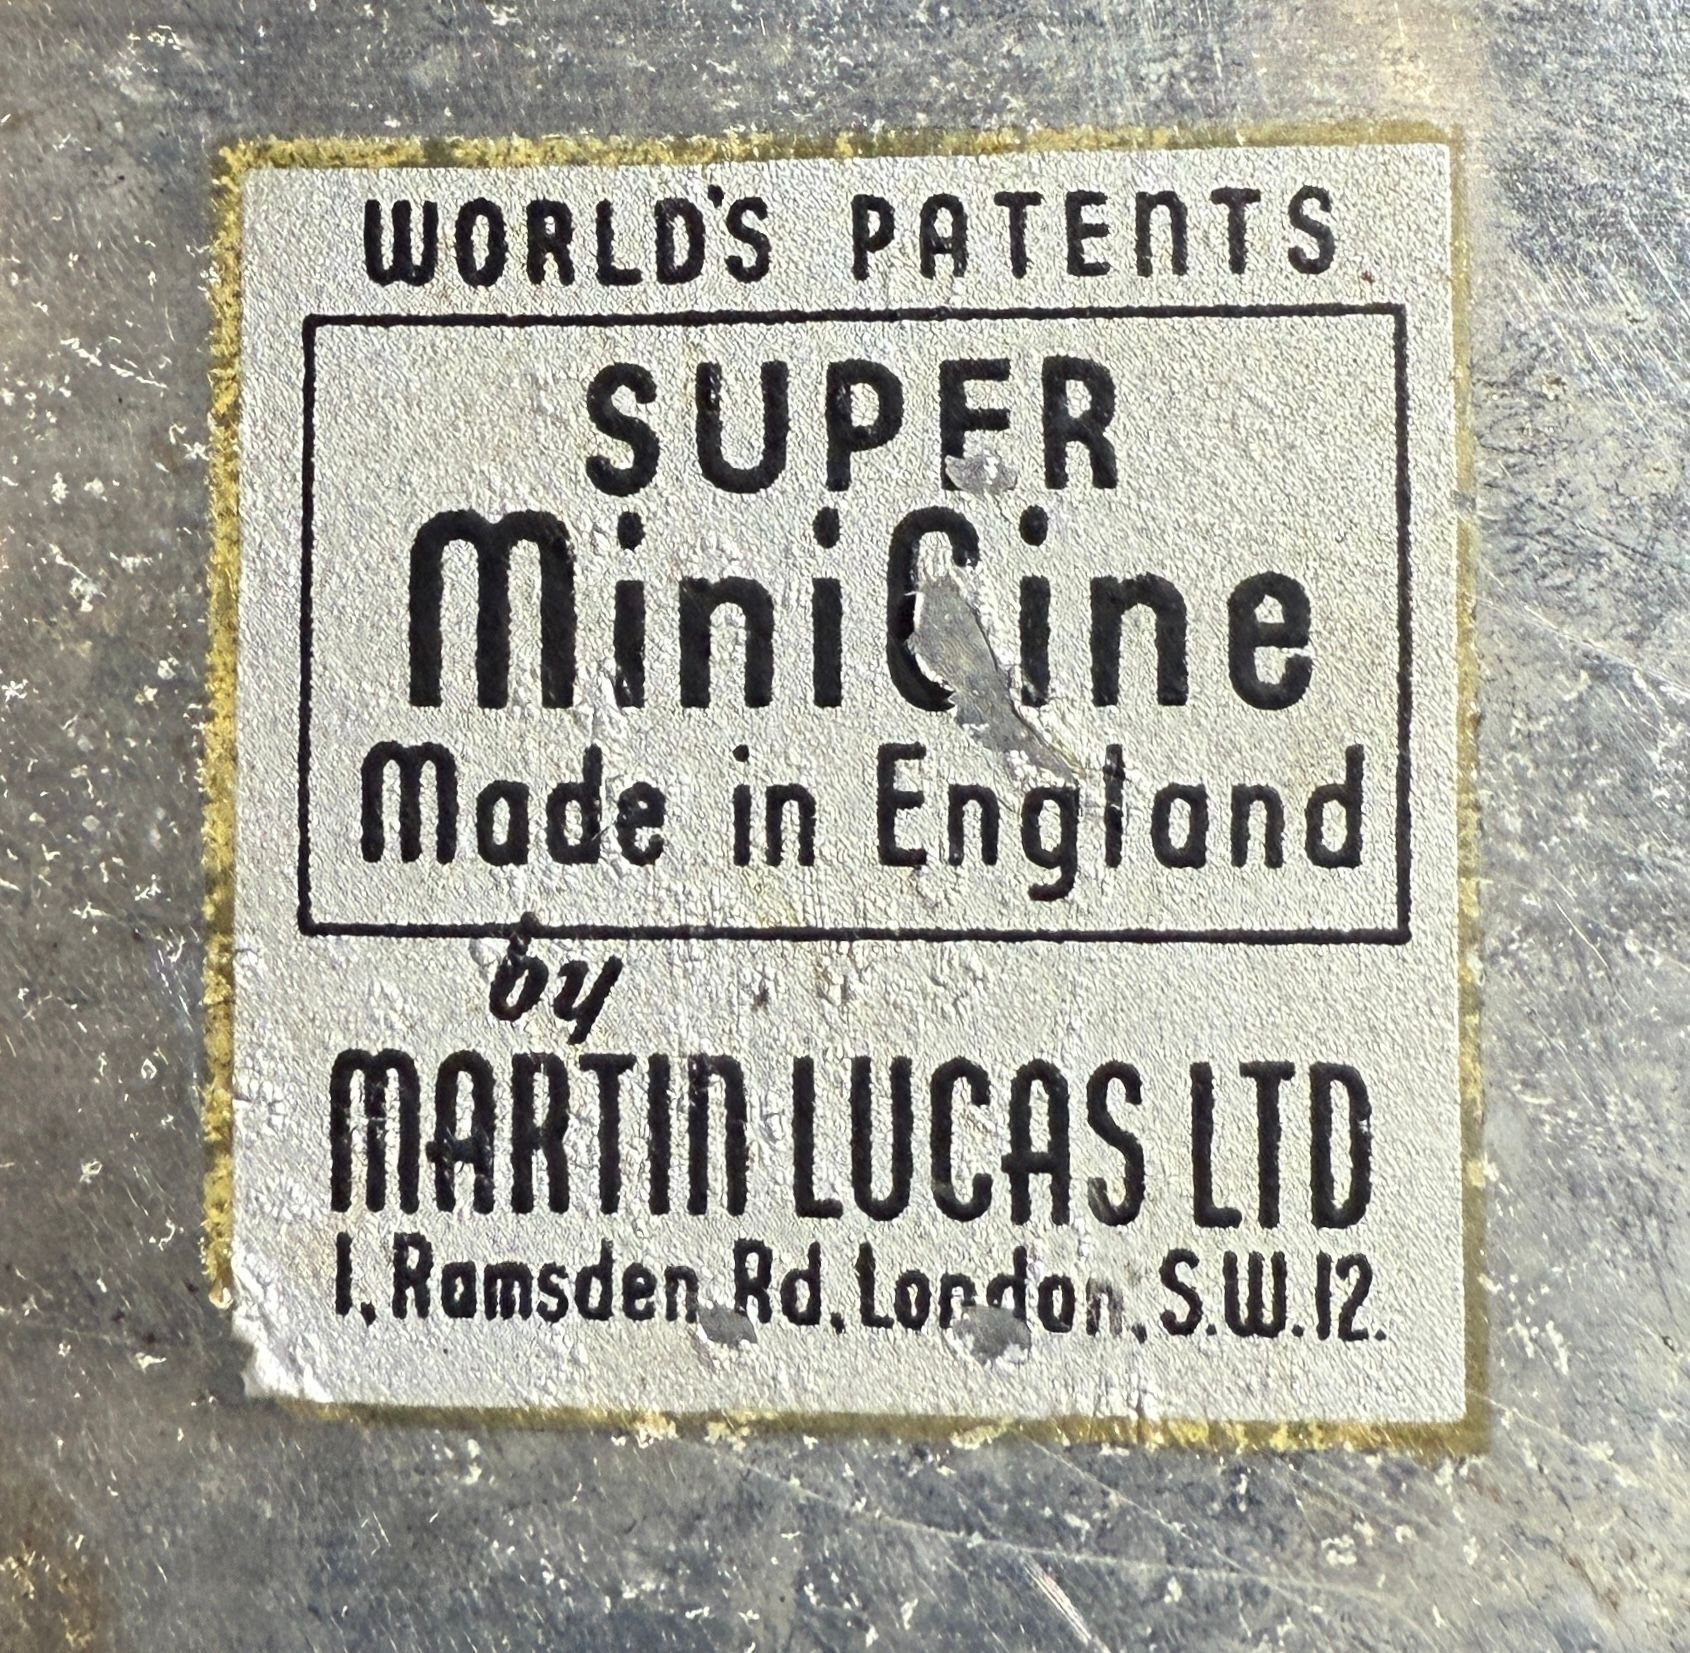 WORLD'S PATENTS
SUPER
MiniCine
Made in England
by
MARTIN LUCAS LTD
1, Ramsden Rd, London, S.W.12.